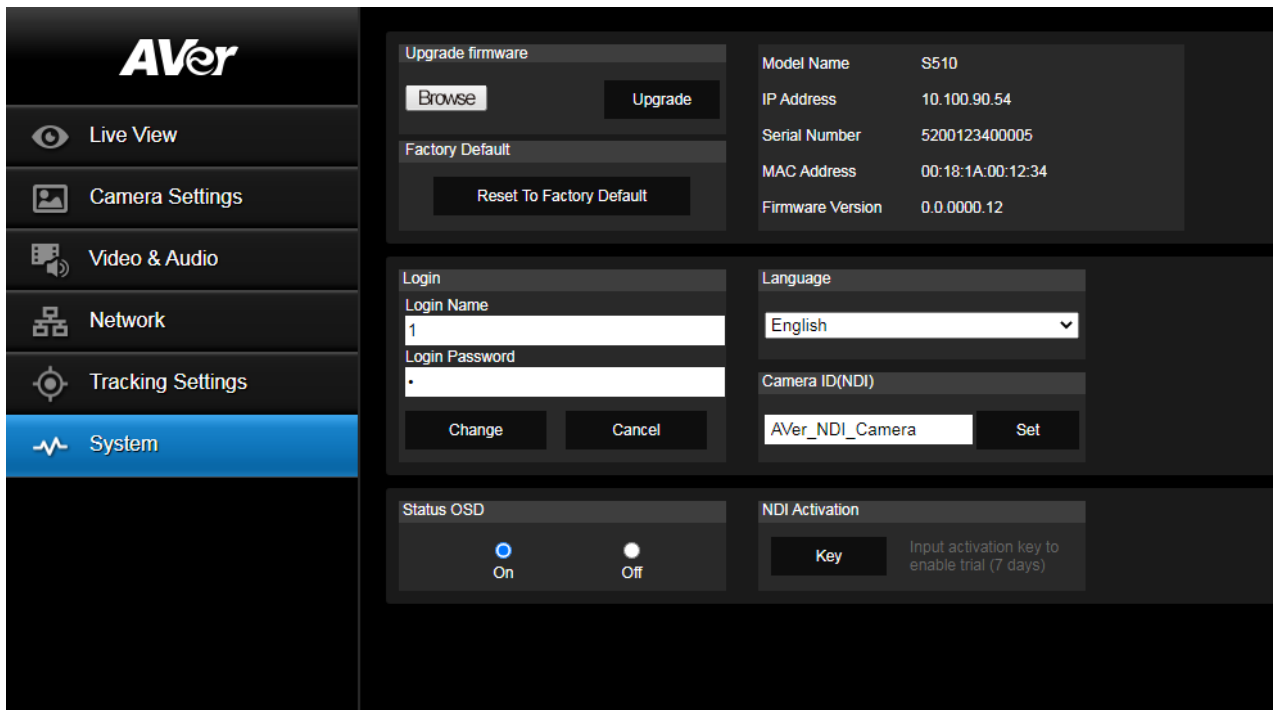 AVer
Live View
Camera Settings
Video & Audio
Network
Tracking Settings
System
Upgrade firmware
Browse
Upgrade
Factory Default
Reset To Factory Default
Model Name S510
IP Address 10.100.90.54
Serial Number 5200123400005
MAC Address 00:18:1A:00:12:34
Firmware Version 0.0.0000.12
Login
Login Name
1
Login Password
•
Change Cancel
Language
English
Camera ID(NDI)
AVer_NDI_Camera Set
Status OSD
On Off
NDI Activation
Key
Input activation key to
enable trial (7 days)